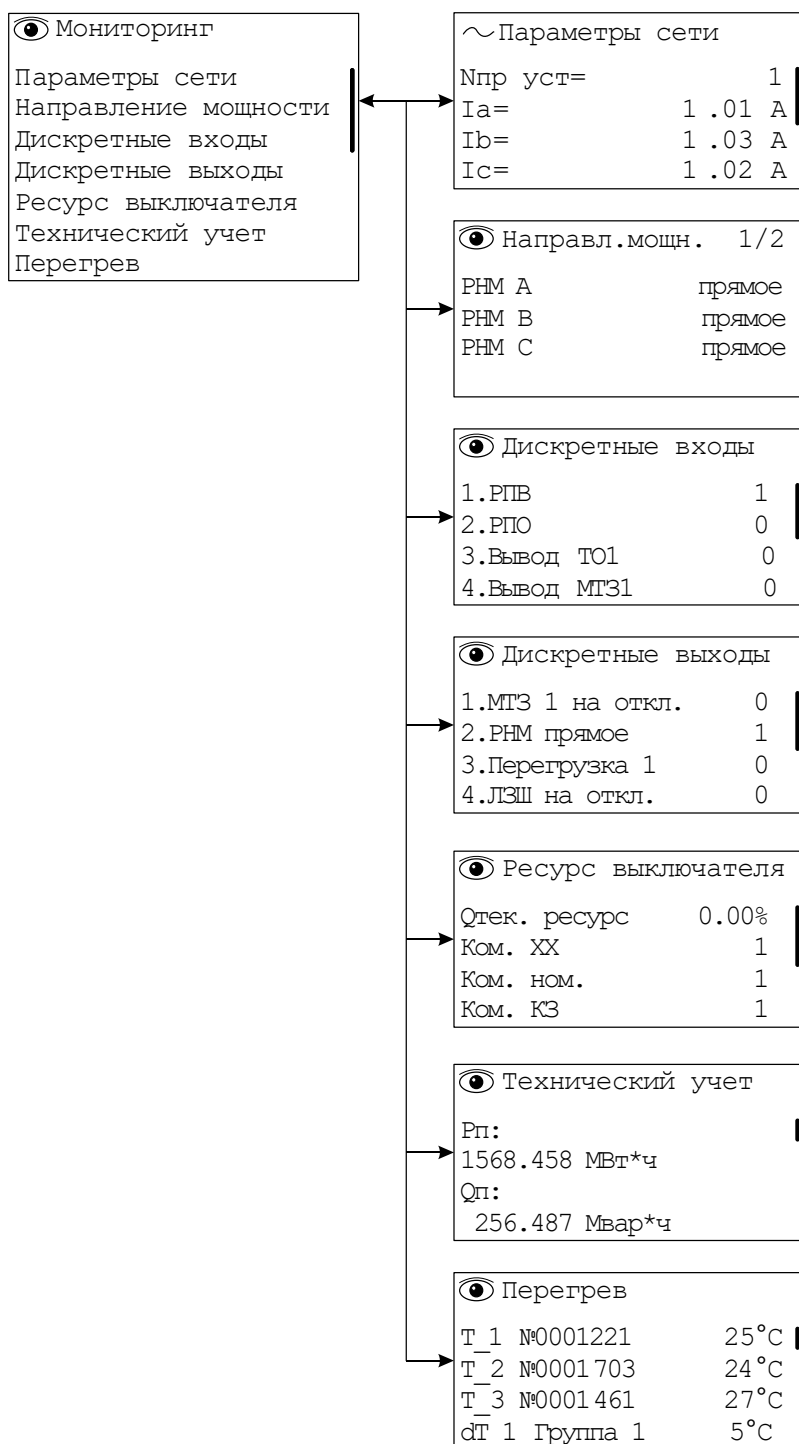 Мониторинг
Параметры сети
Направление мощности
Дискретные входы
Дискретные выходы
Ресурс выключателя
Технический учет
Перегрев
Параметры сети
Nпр уст= 1
Ia= 1.01 A
Ib= 1.03 A
Ic= 1.02 A
Направл.мощн. 1/2
РНМ A прямое
РНМ B прямое
РНМ C прямое
Дискретные входы
1.РПВ 1
2.РПО 0
3.Вывод ТО1 0
4.Вывод МТЗ1 0
Дискретные выходы
1.МТЗ 1 на откл. 0
2.РНМ прямое 1
3.Перегрузка 1 0
4.ЛЗШ на откл. 0
Ресурс выключателя
Qтек. ресурс 0.00%
Ком. ХХ 1
Ком. ном. 1
Ком. КЗ 1
Технический учет
Pп:
1568.458 МВт*ч
Qп:
256.487 Мвар*ч
Перегрев
T_1 №0001221 25°C
T_2 №0001703 24°C
T_3 №0001461 27°C
dT 1 Группа 1 5°C